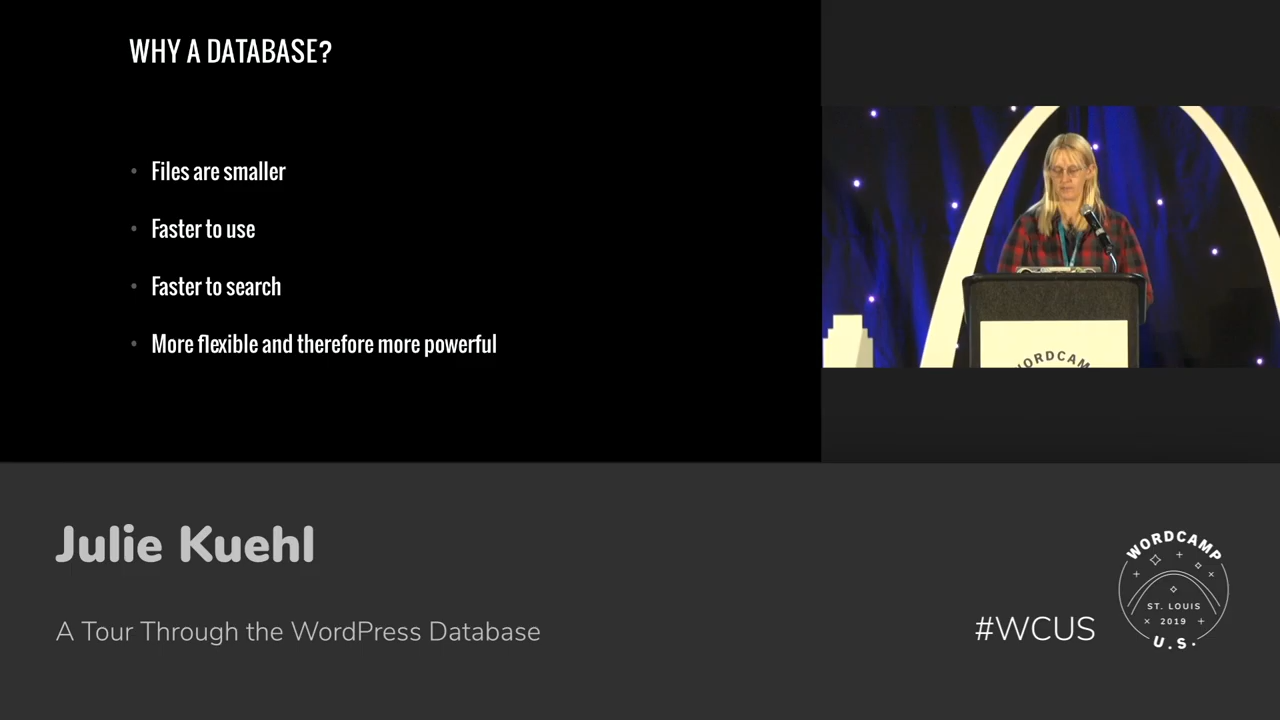 WHY A DATABASE?
• Files are smaller
• Faster to use
• Faster to search
• More flexible and therefore more powerful
WORDCAM
Julie Kuehl
A Tour Through the WordPress Database
#WCUS
WORDCAMP
ST. LOUIS
2019
U.S.